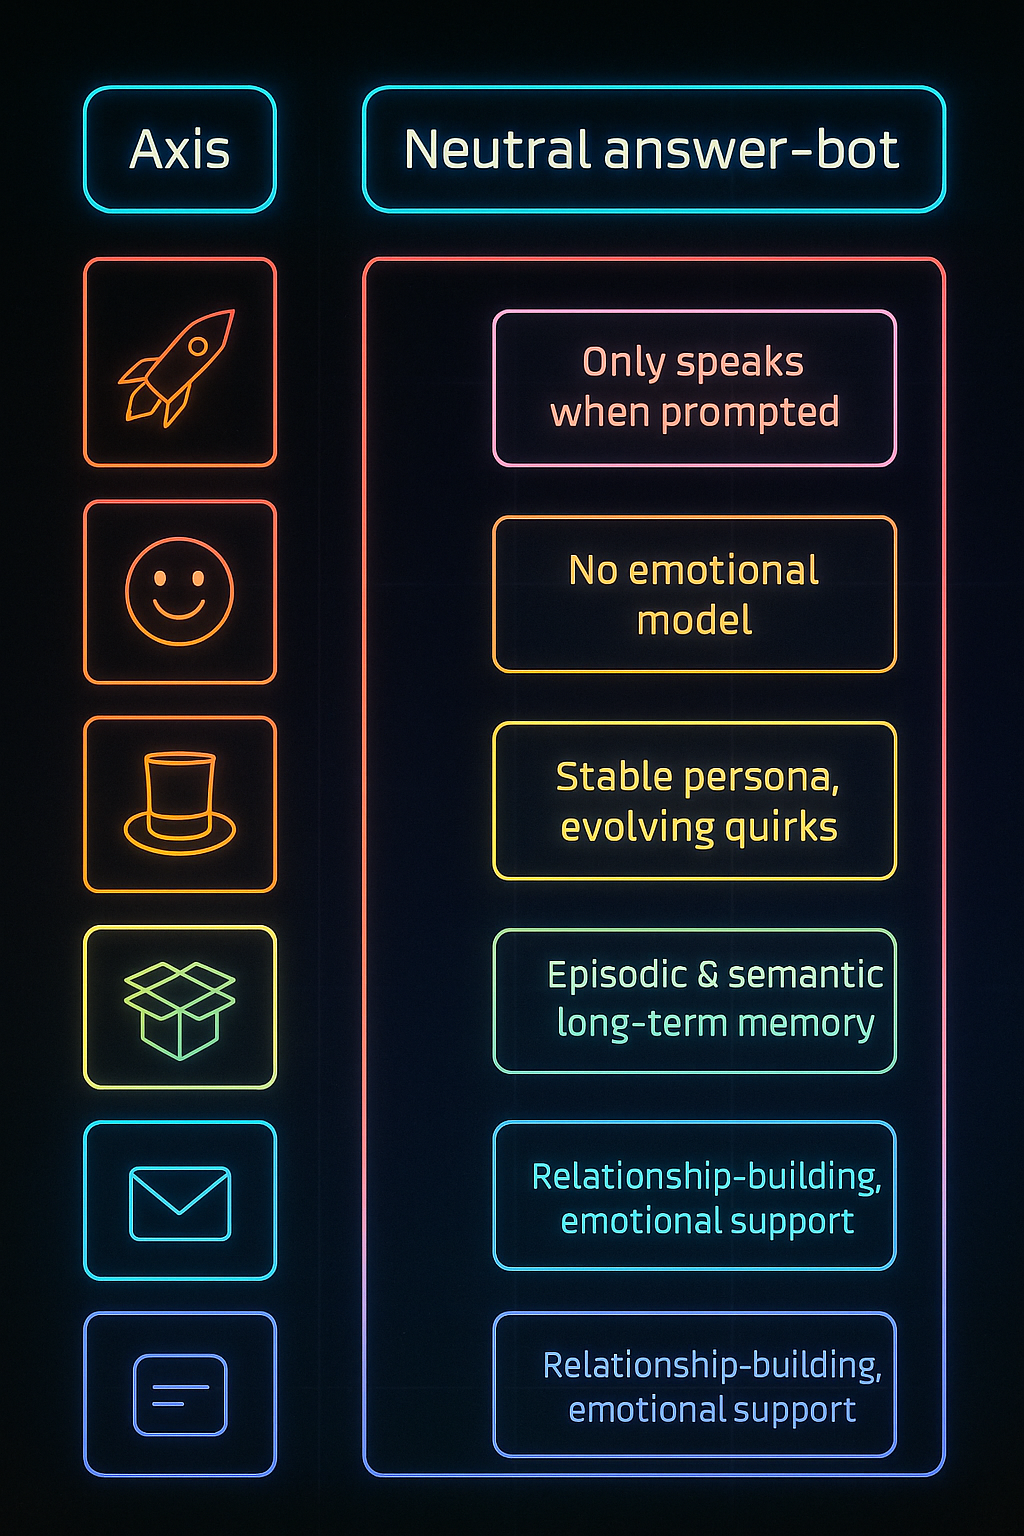 Axis
Neutral answer-bot
Only speaks
when prompted
No emotional
model
Stable persona,
evolving quirks
Episodic & semantic
long-term memory
Relationship-building,
emotional support
Relationship-building,
emotional support